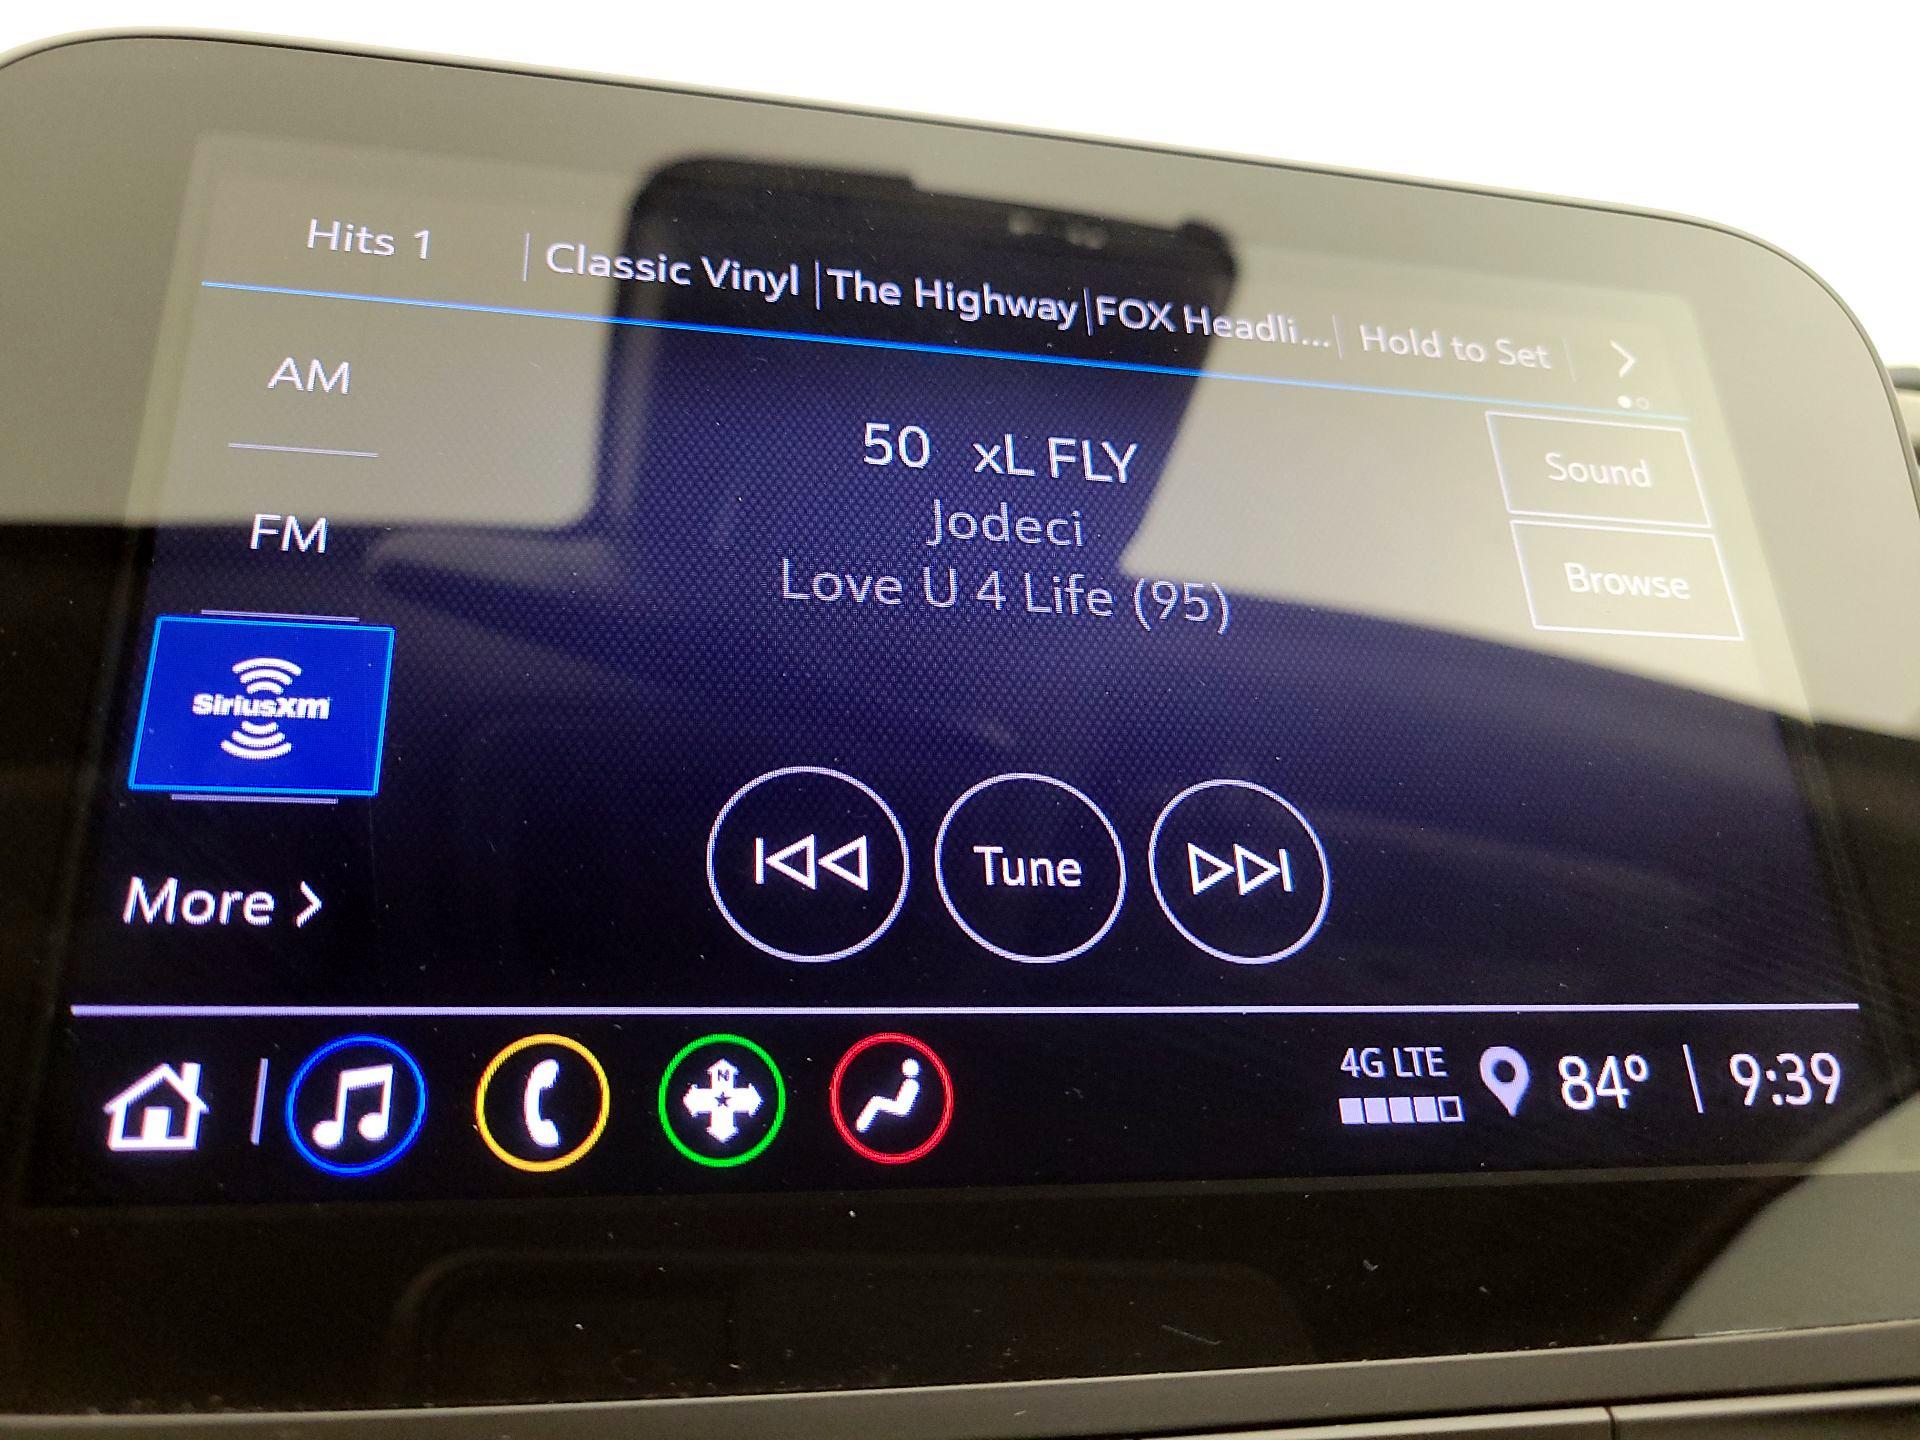 Hits 1 Classic Vinyl The Highway FOX Headli... Hold to Set
AM
50 xL FLY
Sound
Jodeci
FM
Love U 4 Life (95)
Browse
SiriusXm
Tune
More >
N
4G LTE
84° 9:39